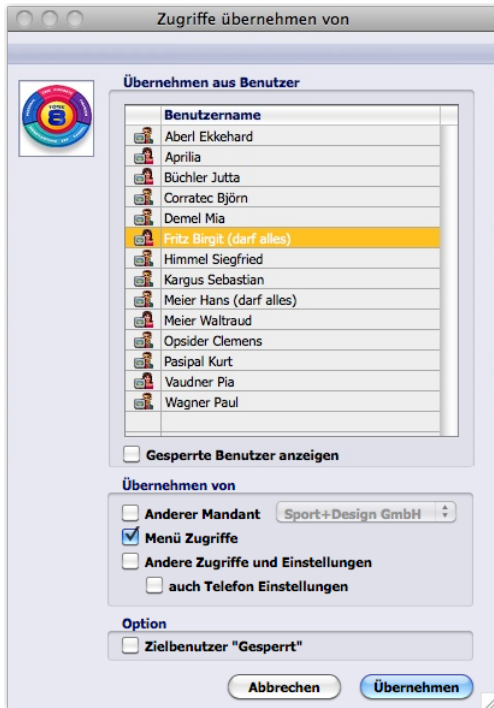 Zugriffe übernehmen von
Übernehmen aus Benutzer
8
Benutzername
Aberl Ekkehard
Aprilia
Büchler Jutta
Corratec Björn
Demel Mia
Fritz Birgit (darf alles)
Himmel Siegfried
Kargus Sebastian
Meier Hans (darf alles)
Meier Waltraud
Opsider Clemens
Pasipal Kurt
Vaudner Pia
Wagner Paul
Gesperrte Benutzer anzeigen
Übernehmen von
Anderer Mandant Sport+Design GmbH
Menü Zugriffe
Andere Zugriffe und Einstellungen
auch Telefon Einstellungen
Option
Zielbenutzer "Gesperrt"
Abbrechen Übernehmen